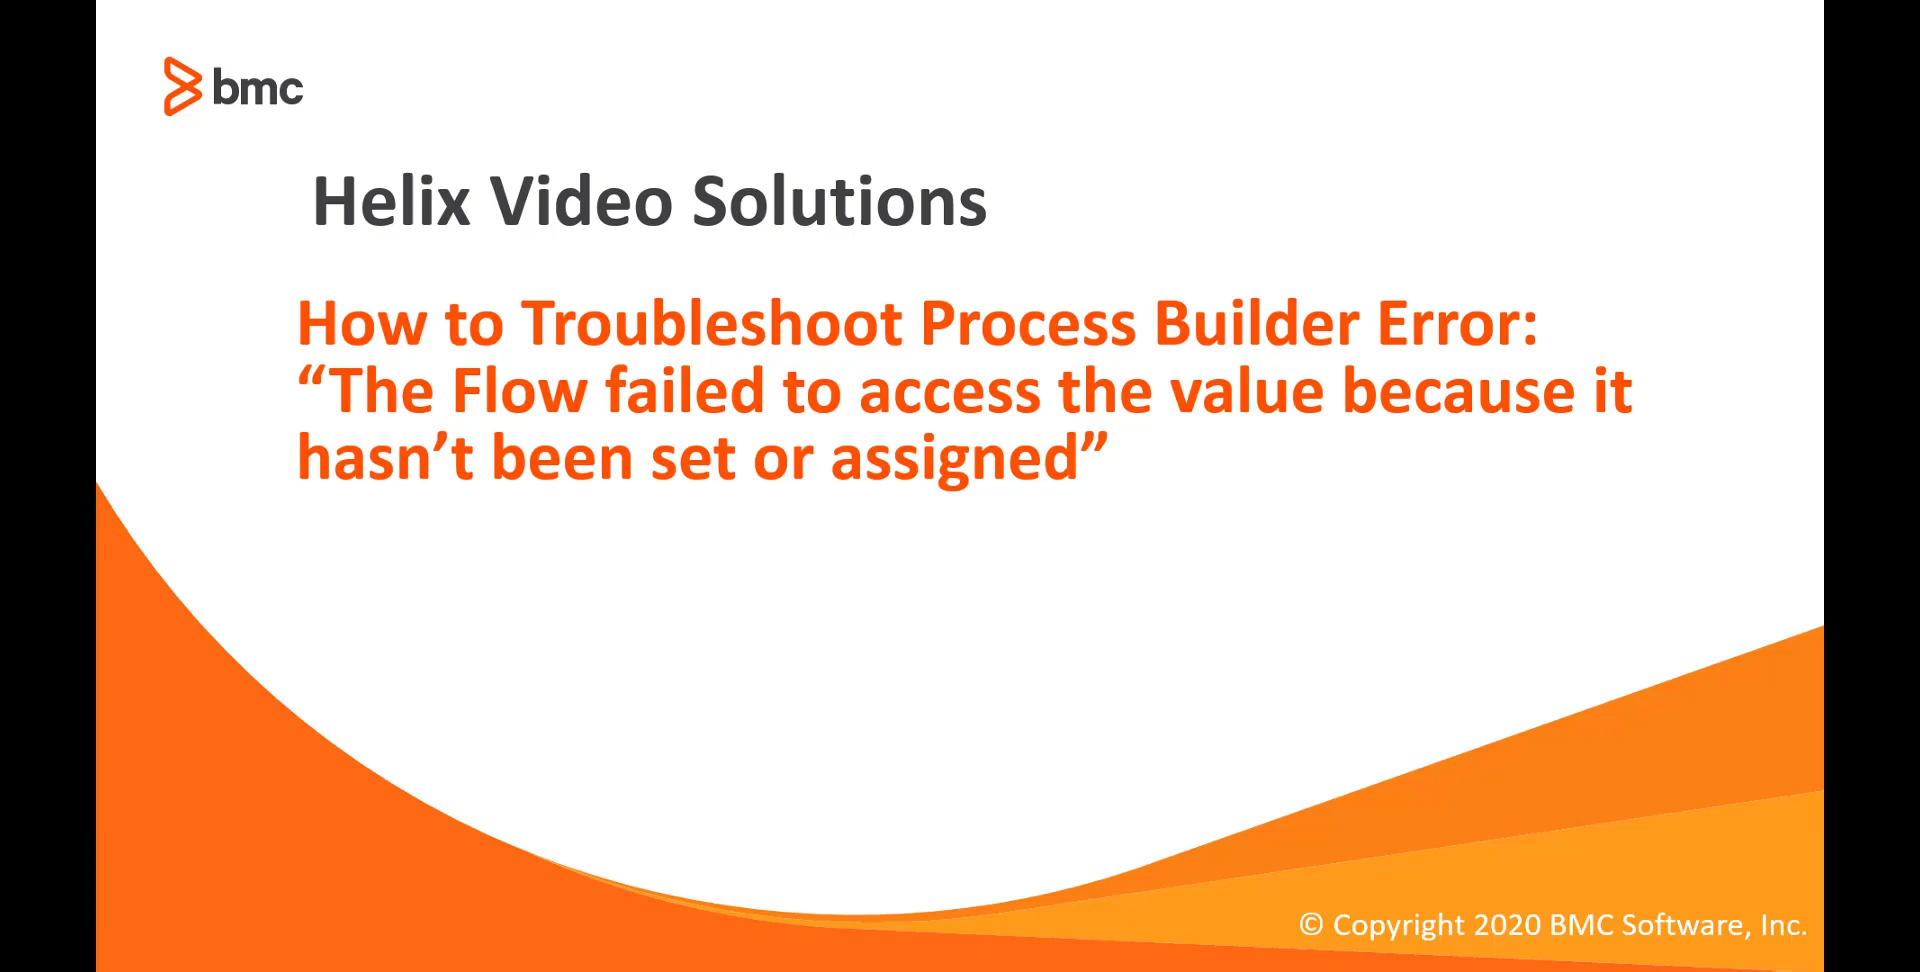 bmc
Helix Video Solutions
How to Troubleshoot Process Builder Error:
“The Flow failed to access the value because it
hasn’t been set or assigned”
© Copyright 2020 BMC Software, Inc.